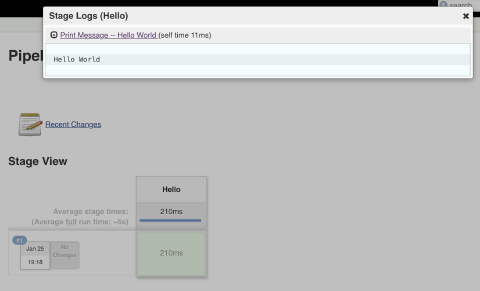 search
Stage Logs (Hello)
Print Message -- Hello World (self time 11ms)
Hello World
Pipel
Recent Changes
Stage View
Hello
Average stage times:
(Average full run time: ~5s)
210ms
#1
Jan 25
19:18
No
Changes
210ms